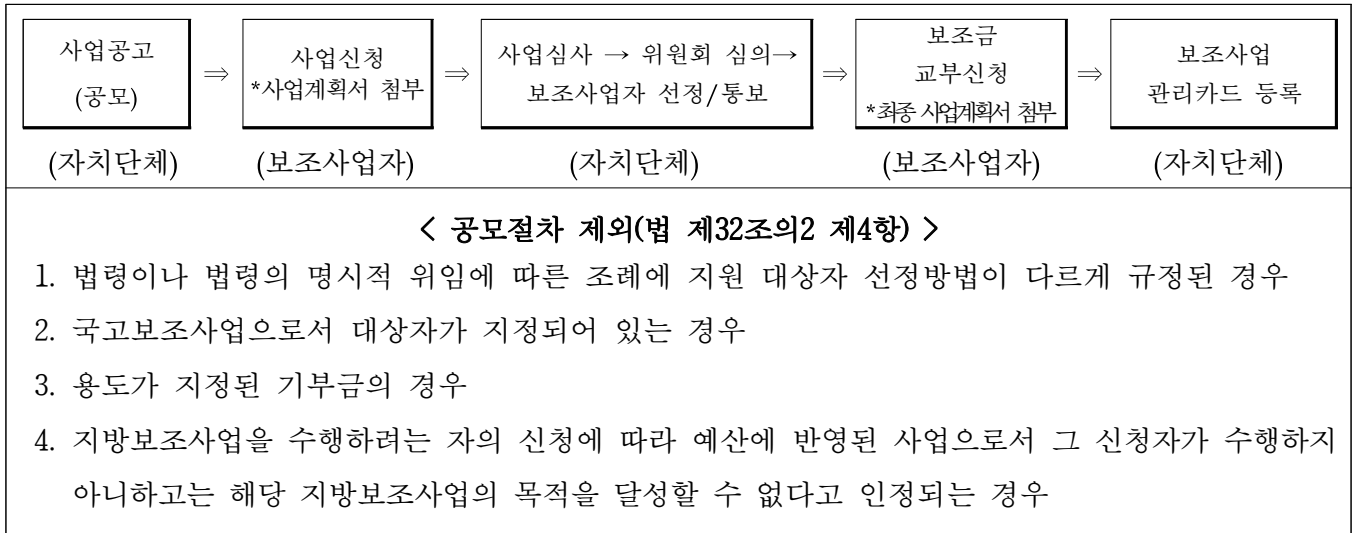 사업공고
(공모)
⇒
사업신청
*사업계획서 첨부
⇒
사업심사 → 위원회 심의→
보조사업자 선정/통보
⇒
보조금
교부신청
*최종 사업계획서 첨부
⇒
보조사업
관리카드 등록
(자치단체) (보조사업자) (자치단체) (보조사업자) (자치단체)
< 공모절차 제외(법 제32조의2 제4항) >
1. 법령이나 법령의 명시적 위임에 따른 조례에 지원 대상자 선정방법이 다르게 규정된 경우
2. 국고보조사업으로서 대상자가 지정되어 있는 경우
3. 용도가 지정된 기부금의 경우
4. 지방보조사업을 수행하려는 자의 신청에 따라 예산에 반영된 사업으로서 그 신청자가 수행하지
아니하고는 해당 지방보조사업의 목적을 달성할 수 없다고 인정되는 경우